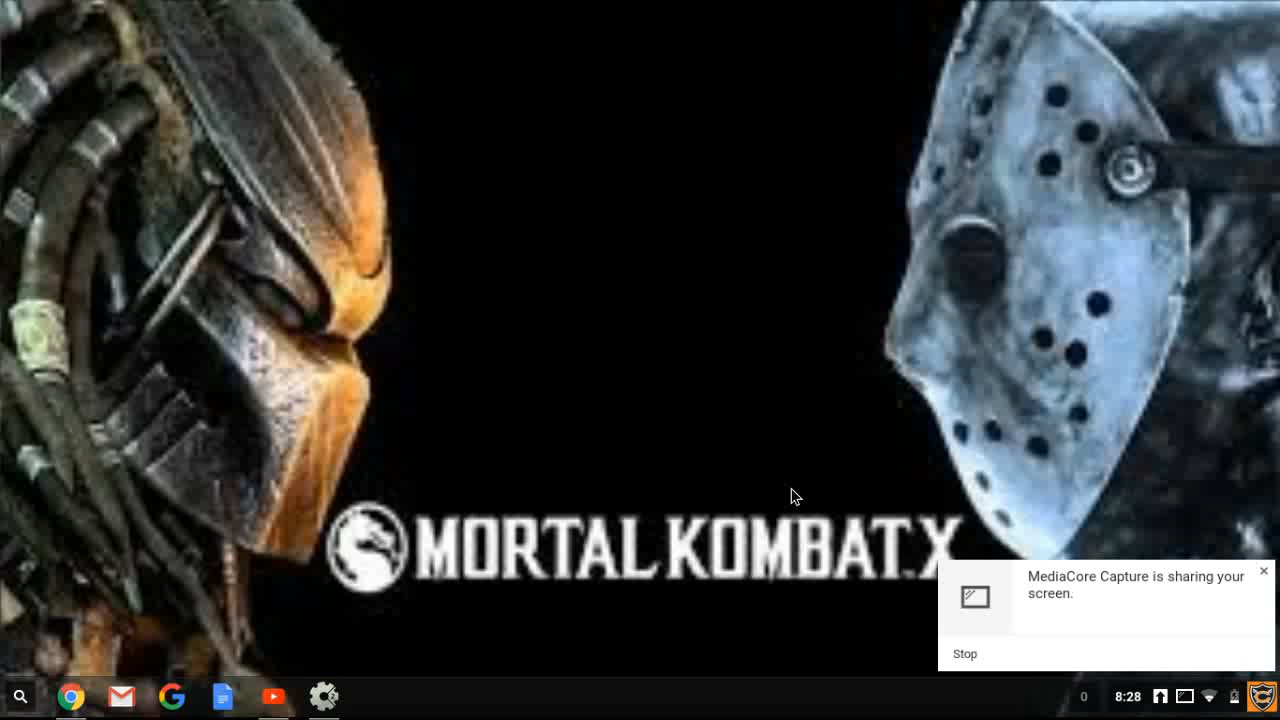 MORTAL KOMBAT X
MediaCore Capture is sharing your
screen.
Stop
0
8:28